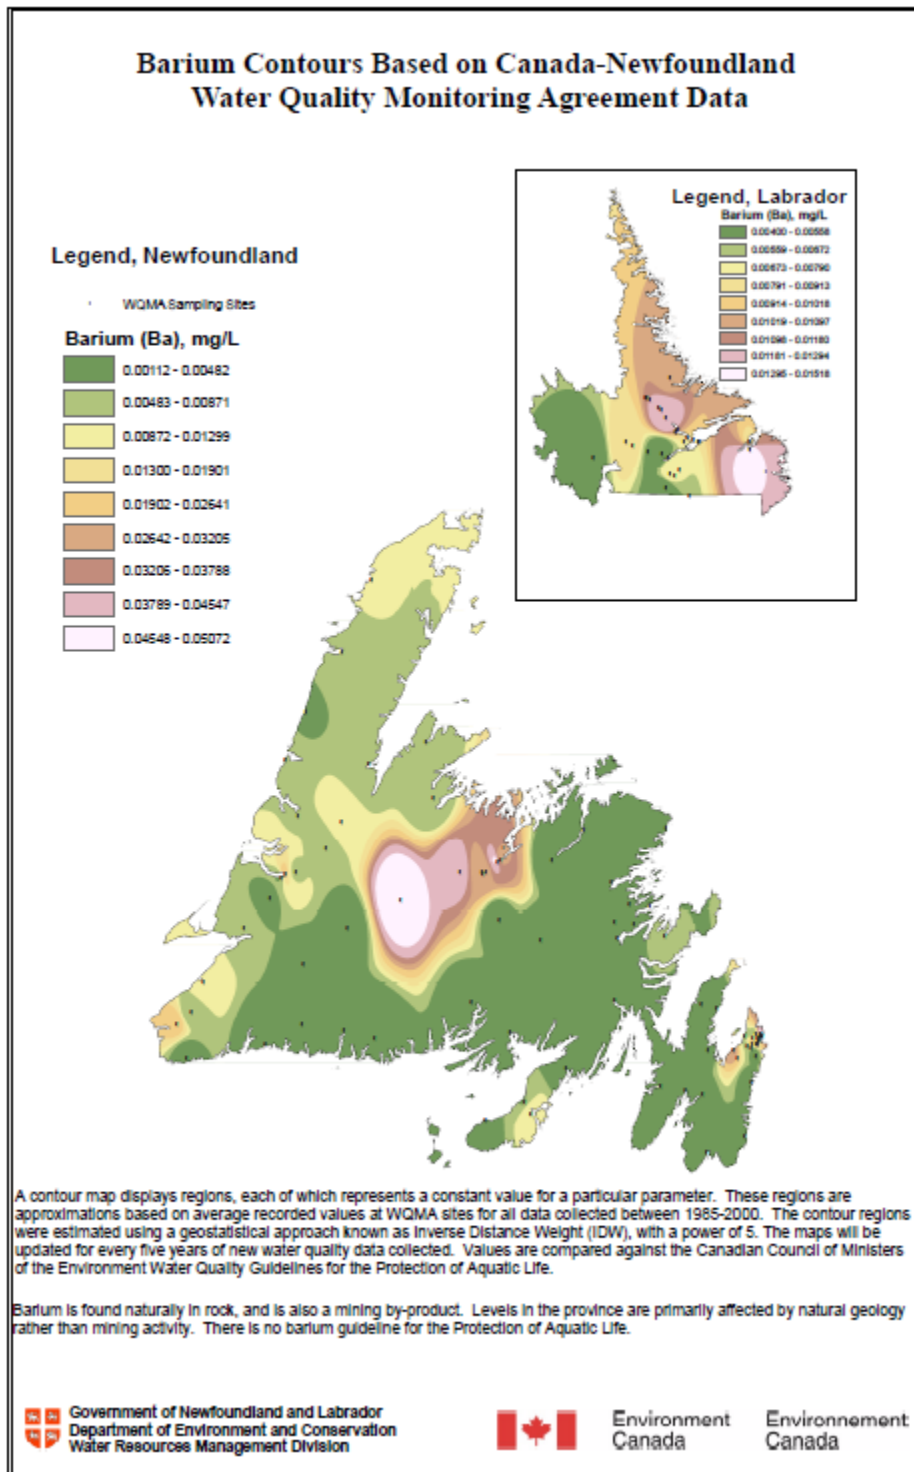 Barium Contours Based on Canada-Newfoundland
Water Quality Monitoring Agreement Data
Legend, Labrador
Barium (Ba), mg/L
0.00400 - 0.00558
0.00559 - 0.00672
0.00673 - 0.00790
0.00791 - 0.00913
0.00914 - 0.01018
0.01019 - 0.01097
0.01098 - 0.01180
0.01181 - 0.01294
0.01295 - 0.01518
Legend, Newfoundland
WQMA Sampling Sites
Barium (Ba), mg/L
0.00112 - 0.00482
0.00483 - 0.00871
0.00872 - 0.01299
0.01300 - 0.01901
0.01902 - 0.02641
0.02642 - 0.03205
0.03206 - 0.03788
0.03789 - 0.04547
0.04548 - 0.05072
A contour map displays regions, each of which represents a constant value for a particular parameter. These regions are
approximations based on average recorded values at WQMA sites for all data collected between 1985-2000. The contour regions
were estimated using a geostatistical approach known as Inverse Distance Weight (IDW), with a power of 5. The maps will be
updated for every five years of new water quality data collected. Values are compared against the Canadian Council of Ministers
of the Environment Water Quality Guidelines for the Protection of Aquatic Life.
Barium is found naturally in rock, and is also a mining by-product. Levels in the province are primarily affected by natural geology
rather than mining activity. There is no barium guideline for the Protection of Aquatic Life.
Government of Newfoundland and Labrador
Department of Environment and Conservation
Water Resources Management Division
Environment
Canada
Environnement
Canada